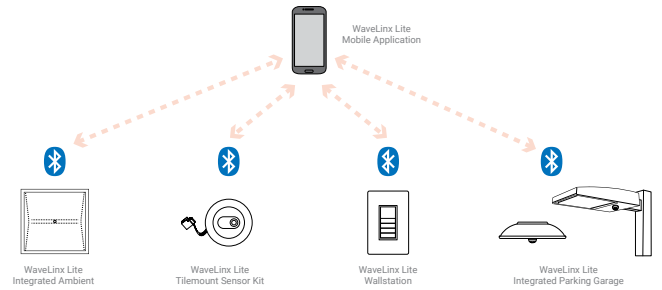 WaveLinx Lite
Mobile Application
WaveLinx Lite
Integrated Ambient
WaveLinx Lite
Tilemount Sensor Kit
WaveLinx Lite
Wallstation
WaveLinx Lite
Integrated Parking Garage